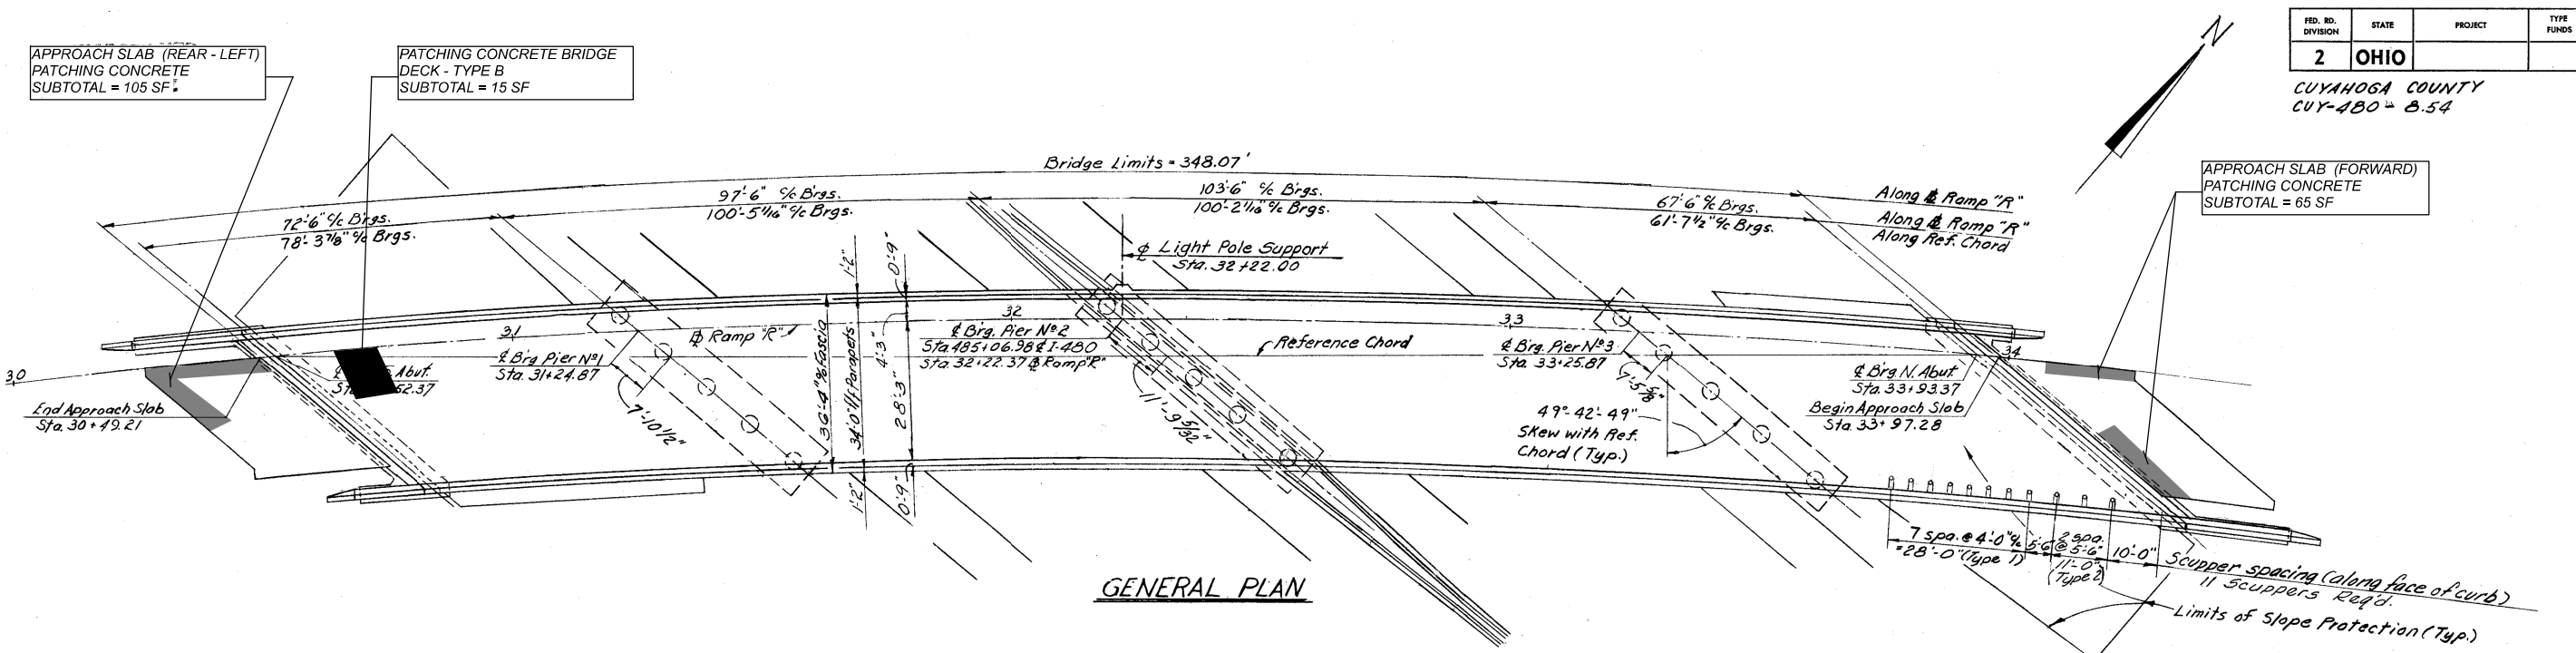 APPROACH SLAB (REAR - LEFT)
PATCHING CONCRETE
SUBTOTAL = 105 SF
PATCHING CONCRETE BRIDGE
DECK - TYPE B
SUBTOTAL = 15 SF
N
FED. RD. DIVISION
STATE
PROJECT
TYPE FUNDS
2
OHIO
CUYAHOGA COUNTY
CUY-480 - 8.54
APPROACH SLAB (FORWARD)
PATCHING CONCRETE
SUBTOTAL = 65 SF
Bridge Limits = 348.07'
72'-6" c/c Brgs.
78'-3 7/8" c/c Brgs.
97'-6" c/c Brgs.
100'-5 1/16" c/c Brgs.
103'-6" c/c Brgs.
100'-2 1/16" c/c Brgs.
67'-6" c/c Brgs.
61'-7 1/2" c/c Brgs.
Along ℄ Ramp "R"
Along ℄ Ramp "R"
Along Ref. Chord
℄ Light Pole Support
Sta. 32+22.00
1'-2"
0'-9"
4'-3"
36'-4" f/f Fascia
34'-0" f/f Parapets
28'-3"
1'-2"
0'-9"
30
31
32
33
34
℄ Ramp "R"
Reference Chord
Abut.
52.37
℄ Brg. Pier No 1
Sta. 31+24.87
7'-10 1/2"
℄ Brg. Pier No 2
Sta. 485+06.98 ℄ I-480
Sta. 32+22.37 ℄ Ramp "R"
11'-9 5/32"
℄ Brg. Pier No 3
Sta. 33+25.87
7'-5 5/8"
49°-42'-49"
Skew with Ref.
Chord (Typ.)
℄ Brg. N. Abut.
Sta. 33+93.37
Begin Approach Slab
Sta. 33+97.28
End Approach Slab
Sta. 30+49.21
7 spa. @ 4'-0" c/c
=28'-0" (Type 1)
5'-6"
2 spa.
@ 5'-6"
11'-0"
(Type 2)
10'-0"
Scupper spacing (along face of curb)
11 Scuppers Req'd.
Limits of Slope Protection (Typ.)
GENERAL PLAN